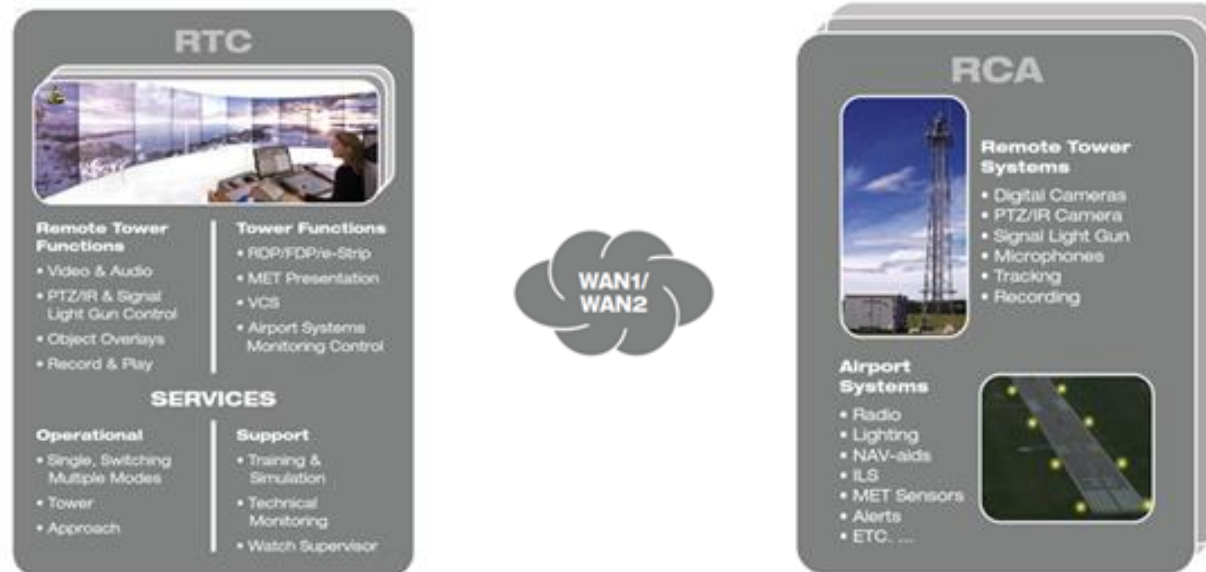 RTC
Remote Tower
Functions
• Video & Audio
• PTZ/IR & Signal
Light Gun Control
• Object Overlays
• Record & Play
Tower Functions
• RDP/FDP/e-Strip
• MET Presentation
• VCS
• Airport Systems
Monitoring Control
SERVICES
Operational
• Single, Switching
Multiple Modes
• Tower
• Approach
Support
• Training &
Simulation
• Technical
Monitoring
• Watch Supervisor
WAN1/
WAN2
RCA
Remote Tower
Systems
• Digital Cameras
• PTZ/IR Camera
• Signal Light Gun
• Microphones
• Trackng
• Recording
Airport
Systems
• Radio
• Lighting
• NAV-aids
• ILS
• MET Sensors
• Alerts
• ETC. ...